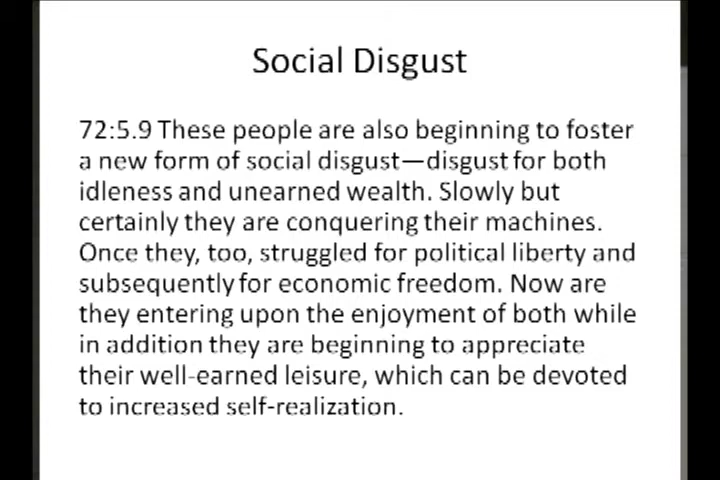 Social Disgust
72:5.9 These people are also beginning to foster
a new form of social disgust—disgust for both
idleness and unearned wealth. Slowly but
certainly they are conquering their machines.
Once they, too, struggled for political liberty and
subsequently for economic freedom. Now are
they entering upon the enjoyment of both while
in addition they are beginning to appreciate
their well-earned leisure, which can be devoted
to increased self-realization.